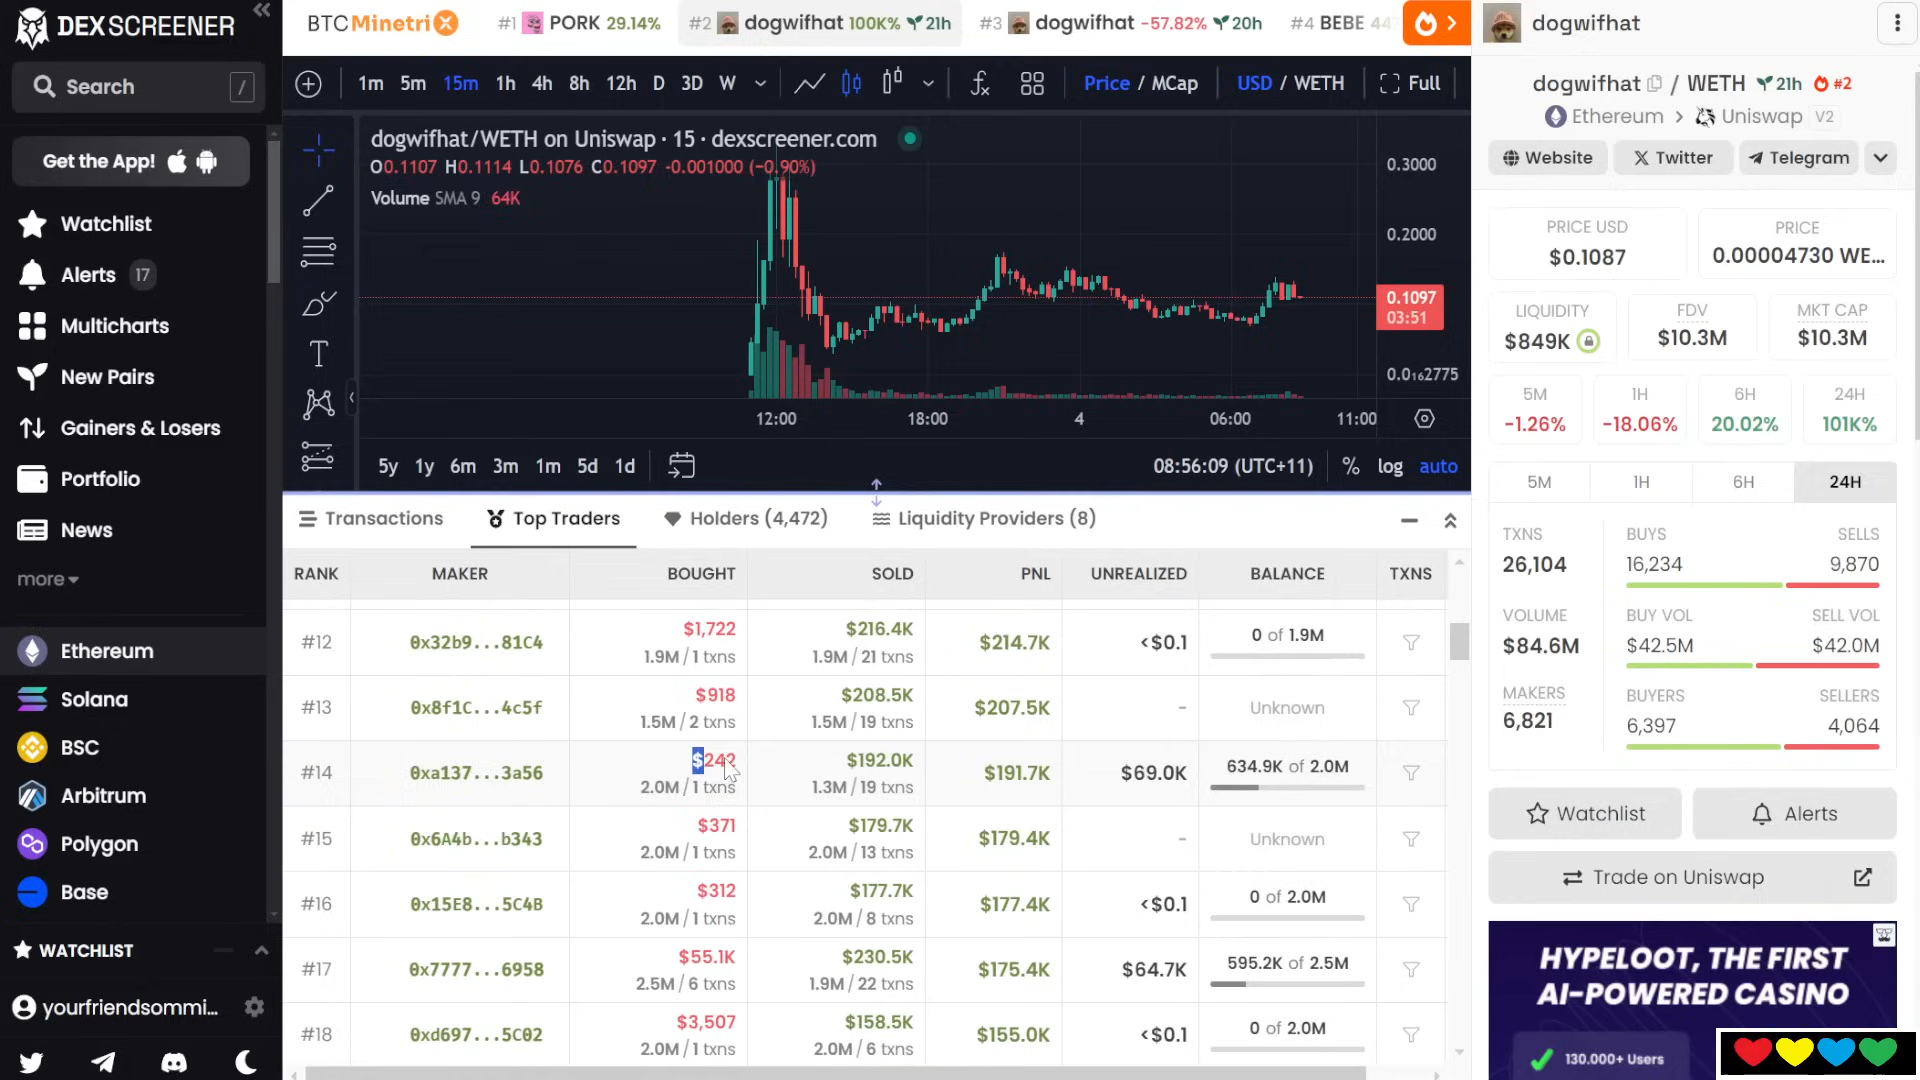 DEX SCREENER
Search /
Get the App!
Watchlist
Alerts 17
Multicharts
New Pairs
Gainers & Losers
Portfolio
News
more
Ethereum
Solana
BSC
Arbitrum
Polygon
Base
WATCHLIST
yourfriendsommi...
BTCMinetrix
#1 PORK 29.14%
#2 dogwifhat 100K% 21h
#3 dogwifhat -57.82% 20h
#4 BEBE 447
1m 5m 15m 1h 4h 8h 12h D 3D W
Price / MCap
USD / WETH
Full
dogwifhat/WETH on Uniswap · 15 · dexscreener.com
O0.1107 H0.1114 L0.1076 C0.1097 -0.001000 (−0.90%)
Volume SMA 9 64K
0.3000
0.2000
0.1097
03:51
0.0₁₆2775
12:00 18:00 4 06:00 11:00
5y 1y 6m 3m 1m 5d 1d
08:56:09 (UTC+11) % log auto
Transactions
Top Traders
Holders (4,472)
Liquidity Providers (8)
RANK MAKER BOUGHT SOLD PNL UNREALIZED BALANCE TXNS
#12 0x32b9...81C4 $1,722 $216.4K $214.7K <$0.1 0 of 1.9M
1.9M / 1 txns 1.9M / 21 txns
#13 0x8f1C...4c5f $918 $208.5K $207.5K - Unknown
1.5M / 2 txns 1.5M / 19 txns
#14 0xa137...3a56 $242 $192.0K $191.7K $69.0K 634.9K of 2.0M
2.0M / 1 txns 1.3M / 19 txns
#15 0x6A4b...b343 $371 $179.7K $179.4K - Unknown
2.0M / 1 txns 2.0M / 13 txns
#16 0x15E8...5C4B $312 $177.7K $177.4K <$0.1 0 of 2.0M
2.0M / 1 txns 2.0M / 8 txns
#17 0x7777...6958 $55.1K $230.5K $175.4K $64.7K 595.2K of 2.5M
2.5M / 6 txns 1.9M / 22 txns
#18 0xd697...5C02 $3,507 $158.5K $155.0K <$0.1 0 of 2.0M
2.0M / 1 txns 2.0M / 6 txns
dogwifhat
dogwifhat / WETH 21h #2
Ethereum > Uniswap V2
Website Twitter Telegram
PRICE USD
$0.1087
PRICE
0.00004730 WE...
LIQUIDITY
$849K
FDV
$10.3M
MKT CAP
$10.3M
5M 1H 6H 24H
-1.26% -18.06% 20.02% 101K%
5M 1H 6H 24H
TXNS BUYS SELLS
26,104 16,234 9,870
VOLUME BUY VOL SELL VOL
$84.6M $42.5M $42.0M
MAKERS BUYERS SELLERS
6,821 6,397 4,064
Watchlist
Alerts
Trade on Uniswap
HYPELOOT, THE FIRST
AI-POWERED CASINO
130.000+ Users